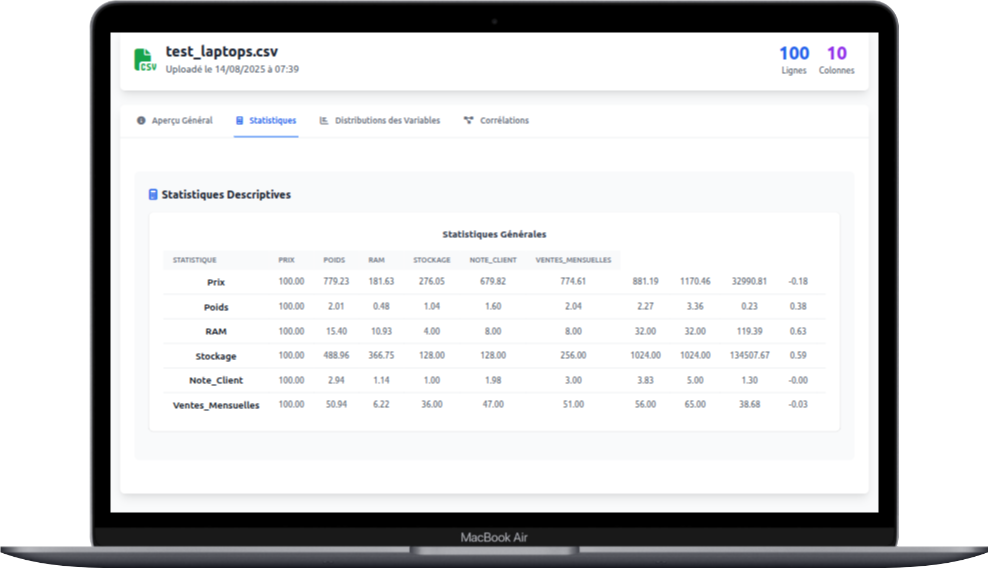 test_laptops.csv
CSV
Uploadé le 14/08/2025 à 07:39
100 10
Lignes Colonnes
Aperçu Général Statistiques Distributions des Variables Corrélations
Statistiques Descriptives
Statistiques Générales
STATISTIQUE PRIX POIDS RAM STOCKAGE NOTE_CLIENT VENTES_MENSUELLES
Prix 100.00 779.23 181.63 276.05 679.82 774.61 881.19 1170.46 32990.81 -0.18
Poids 100.00 2.01 0.48 1.04 1.60 2.04 2.27 3.36 0.23 0.38
RAM 100.00 15.40 10.93 4.00 8.00 8.00 32.00 32.00 119.39 0.63
Stockage 100.00 488.96 366.75 128.00 128.00 256.00 1024.00 1024.00 134507.67 0.59
Note_Client 100.00 2.94 1.14 1.00 1.98 3.00 3.83 5.00 1.30 -0.00
Ventes_Mensuelles 100.00 50.94 6.22 36.00 47.00 51.00 56.00 65.00 38.68 -0.03
MacBook Air